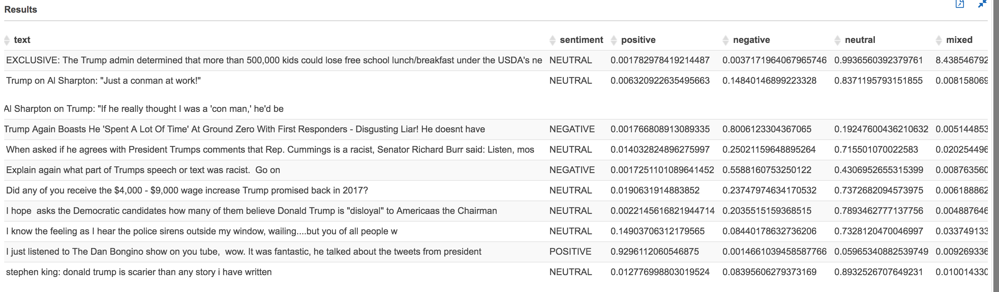 Results
text sentiment positive negative neutral mixed
EXCLUSIVE: The Trump admin determined that more than 500,000 kids could lose free school lunch/breakfast under the USDA's ne NEUTRAL 0.001782978419214487 0.0037171964067965746 0.9936560392379761 8.438546792
Trump on Al Sharpton: "Just a conman at work!" NEUTRAL 0.006320922635495663 0.14840146899223328 0.8371195793151855 0.008158069
Al Sharpton on Trump: "If he really thought I was a 'con man,' he'd be
Trump Again Boasts He 'Spent A Lot Of Time' At Ground Zero With First Responders - Disgusting Liar! He doesnt have NEGATIVE 0.001766808913089335 0.8006123304367065 0.19247600436210632 0.005144853
When asked if he agrees with President Trumps comments that Rep. Cummings is a racist, Senator Richard Burr said: Listen, mos NEUTRAL 0.014032824896275997 0.25021159648895264 0.715501070022583 0.020254496
Explain again what part of Trumps speech or text was racist.  Go on NEGATIVE 0.0017251101089641452 0.5588160753250122 0.4306952655315399 0.008763560
Did any of you receive the $4,000 - $9,000 wage increase Trump promised back in 2017? NEUTRAL 0.0190631914883852 0.23747974634170532 0.7372682094573975 0.006188862
I hope  asks the Democratic candidates how many of them believe Donald Trump is "disloyal" to Americaas the Chairman NEUTRAL 0.0022145616821944714 0.2035515159368515 0.7893462777137756 0.004887646
I know the feeling as I hear the police sirens outside my window, wailing....but you of all people w NEUTRAL 0.14903706312179565 0.08440178632736206 0.7328120470046997 0.033749133
I just listened to The Dan Bongino show on you tube,  wow. It was fantastic, he talked about the tweets from president POSITIVE 0.9296112060546875 0.0014661039458587766 0.05965340882539749 0.009269336
stephen king: donald trump is scarier than any story i have written NEUTRAL 0.012776998803019524 0.08395606279373169 0.8932526707649231 0.010014330